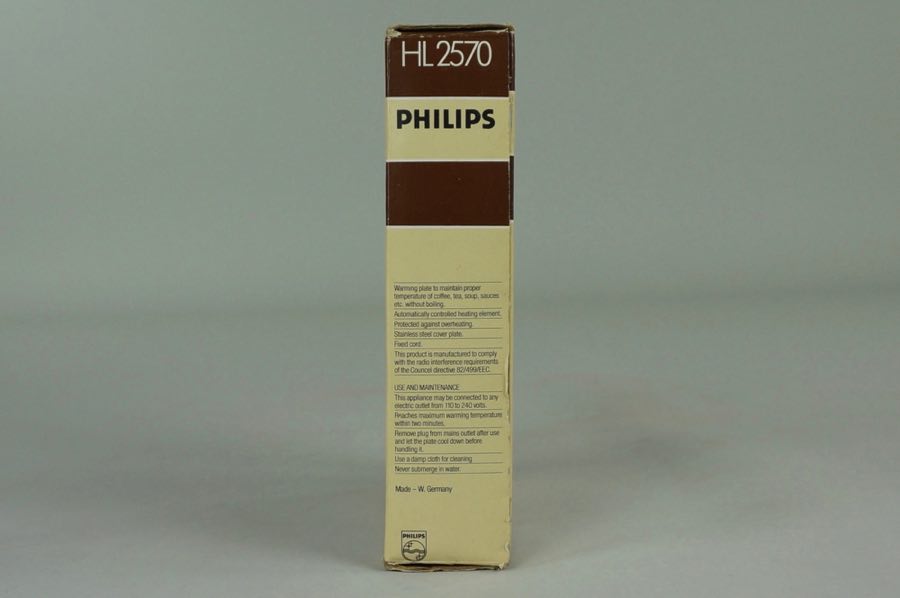 HL2570
PHILIPS
Warming plate to maintain proper
temperature of coffee, tea, soup, sauces
etc. without boiling.
Automatically controlled heating element.
Protected against overheating.
Stainless steel cover plate.
Fixed cord.
This product is manufactured to comply
with the radio interference requirements
of the Councel directive 82/499/EEC.
USE AND MAINTENANCE
This appliance may be connected to any
electric outlet from 110 to 240 volts.
Reaches maximum warming temperature
within two minutes.
Remove plug from mains outlet after use
and let the plate cool down before
handling it.
Use a damp cloth for cleaning
Never submerge in water.
Made – W. Germany
PHILIPS